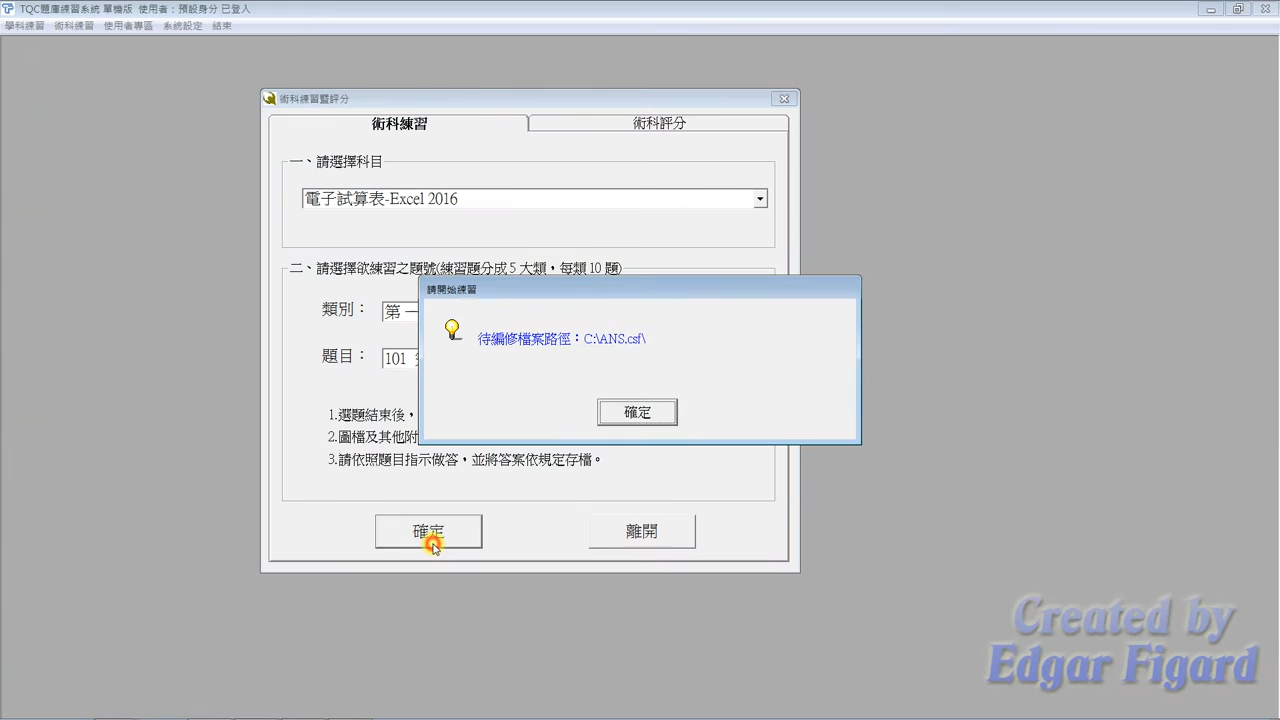 TQC題庫練習系統 單機版 使用者：預設身分 已登入
學科練習 術科練習 使用者專區 系統設定 結束
術科練習暨評分
術科練習 術科評分
一、請選擇科目
電子試算表-Excel 2016
二、請選擇欲練習之題號(練習題分成 5 大類，每類 10 題)
請開始練習
類別： 第 一
待編修檔案路徑：C:\ANS.csf\
題目： 101
1.選題結束後，
確定
2.圖檔及其他附
3.請依照題目指示做答，並將答案依規定存檔。
確定 離開
Created by
Edgar Figard